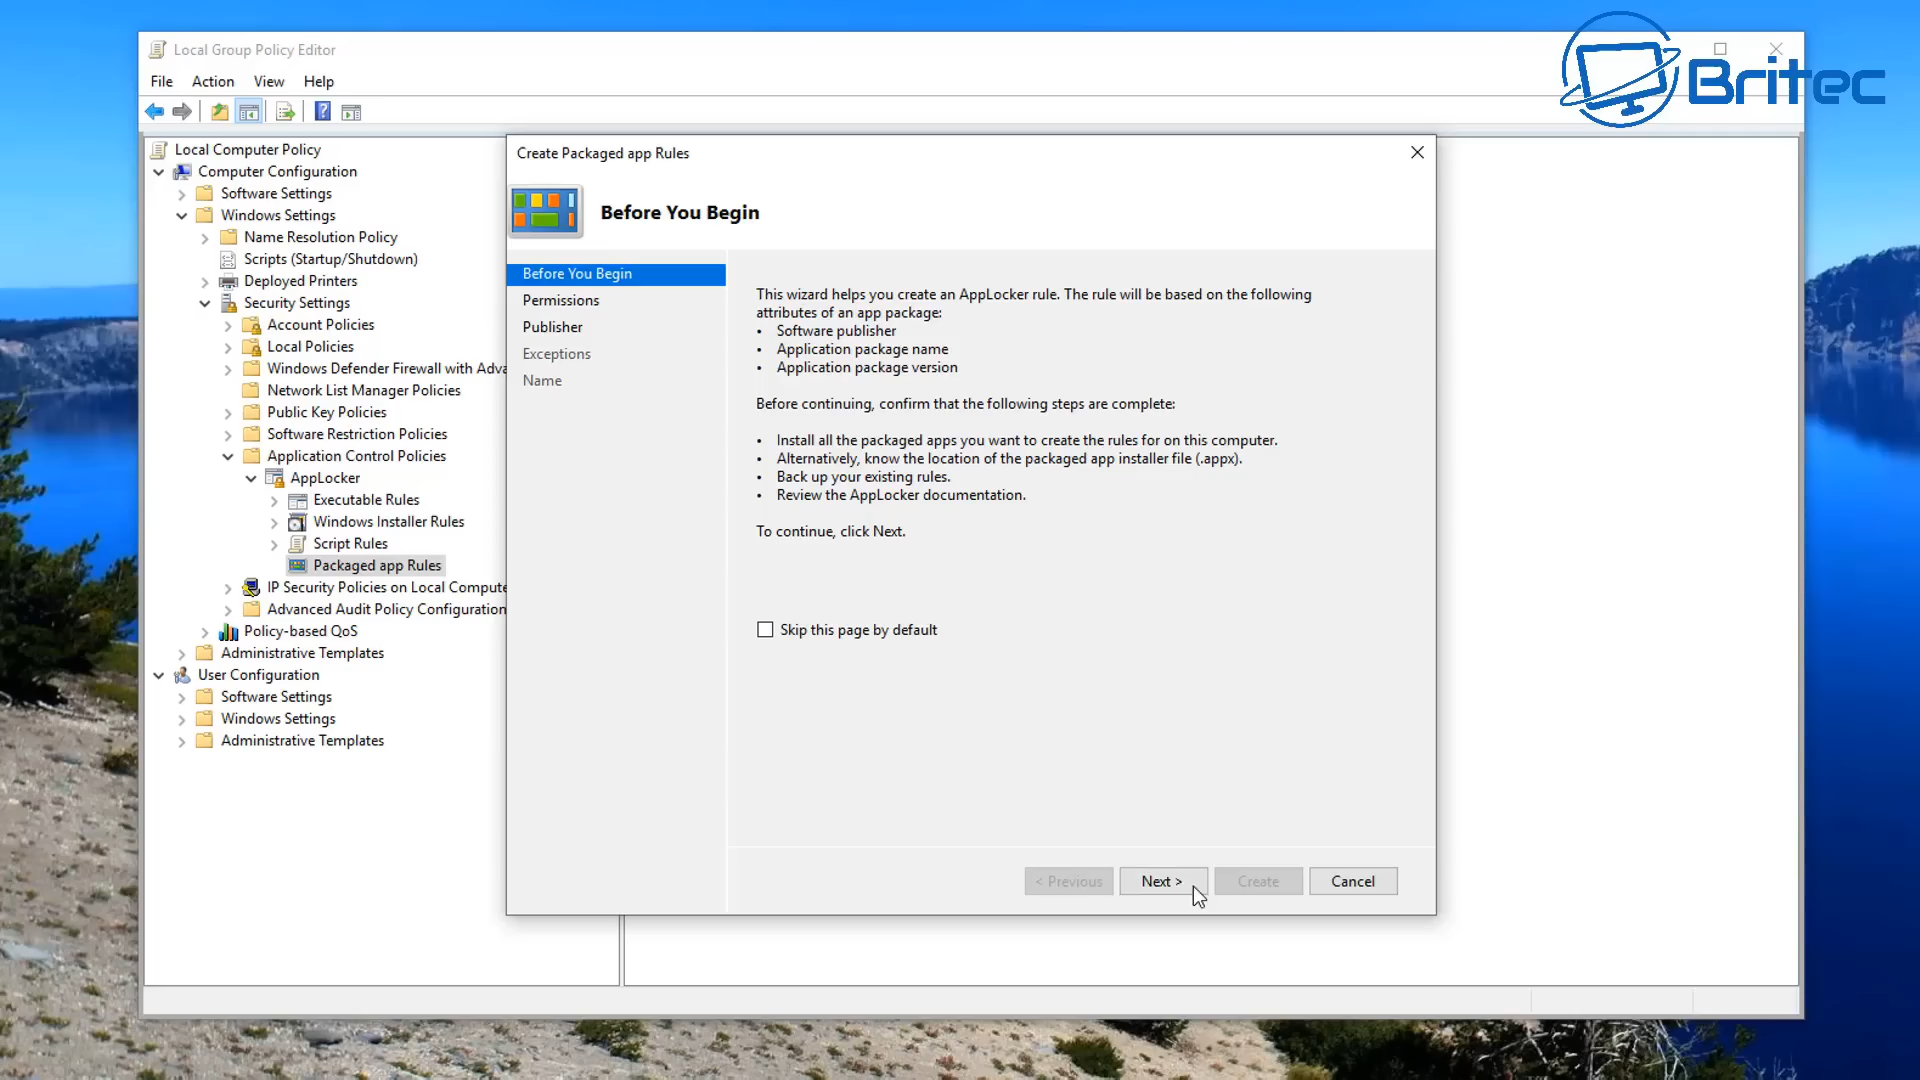 Local Group Policy Editor
Britec
File Action View Help
Local Computer Policy
Computer Configuration
Software Settings
Windows Settings
Name Resolution Policy
Scripts (Startup/Shutdown)
Deployed Printers
Security Settings
Account Policies
Local Policies
Windows Defender Firewall with Adva
Network List Manager Policies
Public Key Policies
Software Restriction Policies
Application Control Policies
AppLocker
Executable Rules
Windows Installer Rules
Script Rules
Packaged app Rules
IP Security Policies on Local Compute
Advanced Audit Policy Configuration
Policy-based QoS
Administrative Templates
User Configuration
Software Settings
Windows Settings
Administrative Templates
Create Packaged app Rules
Before You Begin
Before You Begin
Permissions
Publisher
Exceptions
Name
This wizard helps you create an AppLocker rule. The rule will be based on the following
attributes of an app package:
• Software publisher
• Application package name
• Application package version
Before continuing, confirm that the following steps are complete:
• Install all the packaged apps you want to create the rules for on this computer.
• Alternatively, know the location of the packaged app installer file (.appx).
• Back up your existing rules.
• Review the AppLocker documentation.
To continue, click Next.
Skip this page by default
< Previous Next > Create Cancel